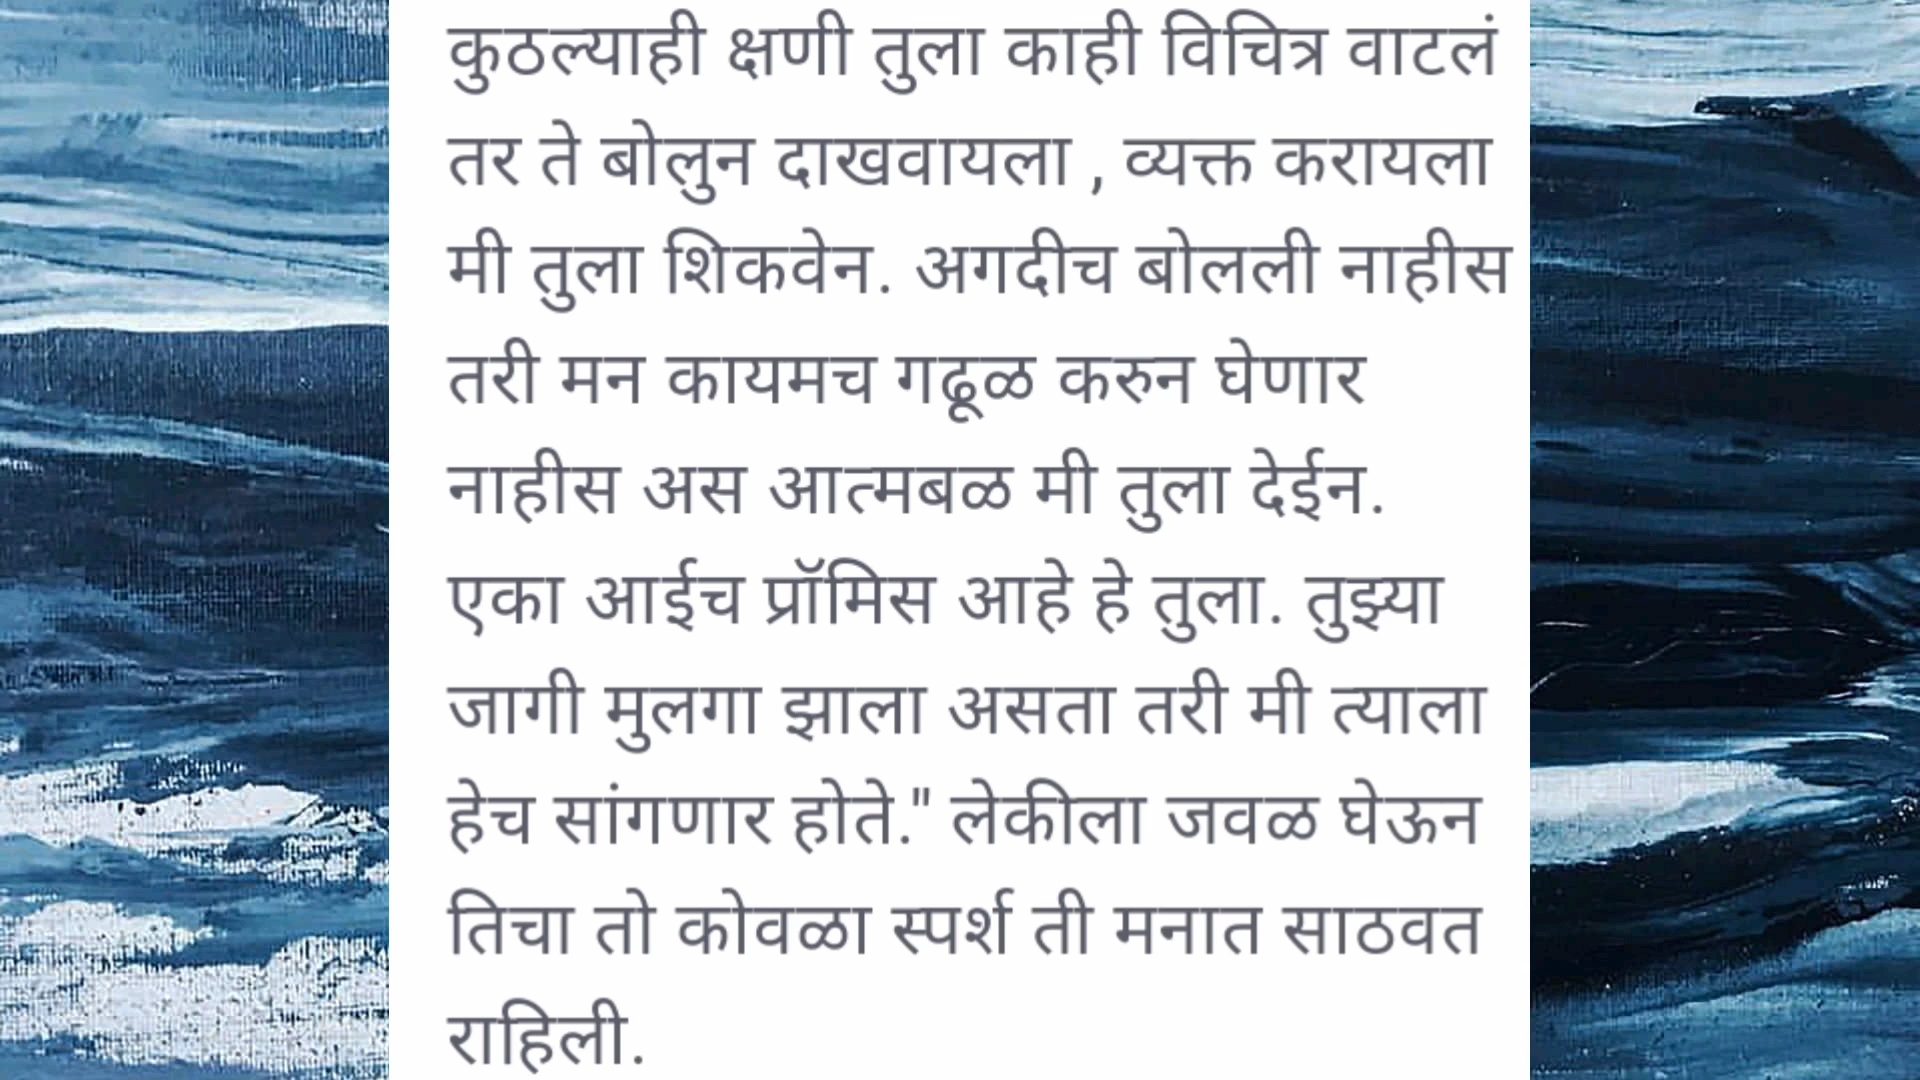 कुठल्याही क्षणी तुला काही विचित्र वाटलं
तर ते बोलुन दाखवायला , व्यक्त करायला
मी तुला शिकवेन. अगदीच बोलली नाहीस
तरी मन कायमच गढूळ करुन घेणार
नाहीस अस आत्मबळ मी तुला देईन.
एका आईच प्रॉमिस आहे हे तुला. तुझ्या
जागी मुलगा झाला असता तरी मी त्याला
हेच सांगणार होते." लेकीला जवळ घेऊन
तिचा तो कोवळा स्पर्श ती मनात साठवत
राहिली.